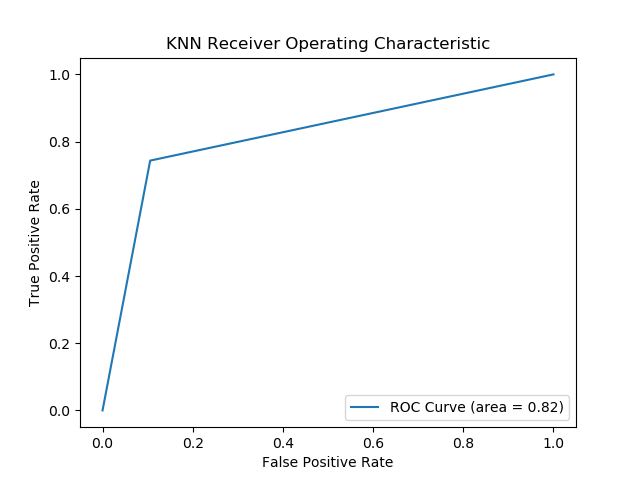 KNN Receiver Operating Characteristic
1.0
0.8
0.6
0.4
0.2
0.0
True Positive Rate
ROC Curve (area = 0.82)
0.0 0.2 0.4 0.6 0.8 1.0
False Positive Rate